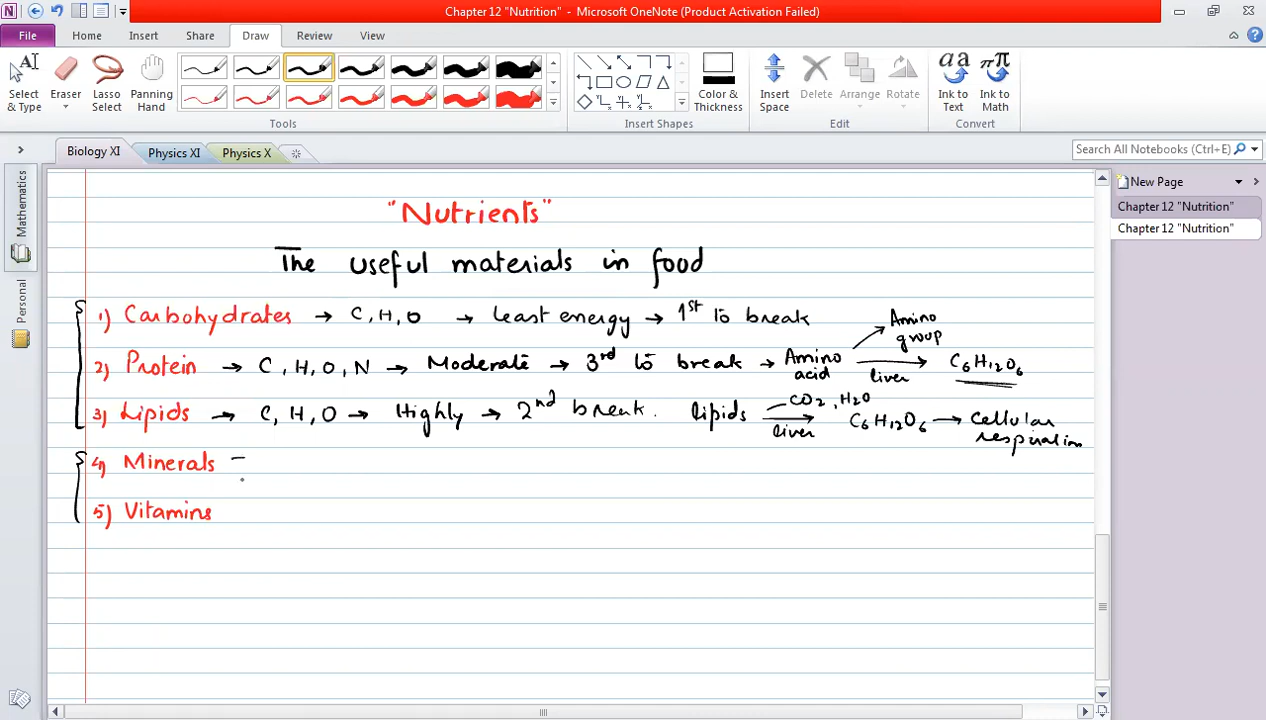 Chapter 12 "Nutrition" - Microsoft OneNote (Product Activation Failed)
File Home Insert Share Draw Review View
Select & Type
Eraser
Lasso Select
Panning Hand
Color & Thickness
Insert Space
Delete
Arrange
Rotate
Ink to Text
Ink to Math
Tools
Insert Shapes
Edit
Convert
Biology XI Physics XI Physics X
Search All Notebooks (Ctrl+E)
Mathematics
Personal
New Page
Chapter 12 "Nutrition"
Chapter 12 "Nutrition"
"Nutrients"
The useful materials in food
1) Carbohydrates → C, H, O → Least energy → 1st to break
2) Protein → C, H, O, N → Moderate → 3rd to break → Amino acid → Amino group
liver → C6H12O6
3) Lipids → C, H, O → Highly → 2nd break. lipids CO2, H2O
liver → C6H12O6 → Cellular respiration
4) Minerals –
5) Vitamins